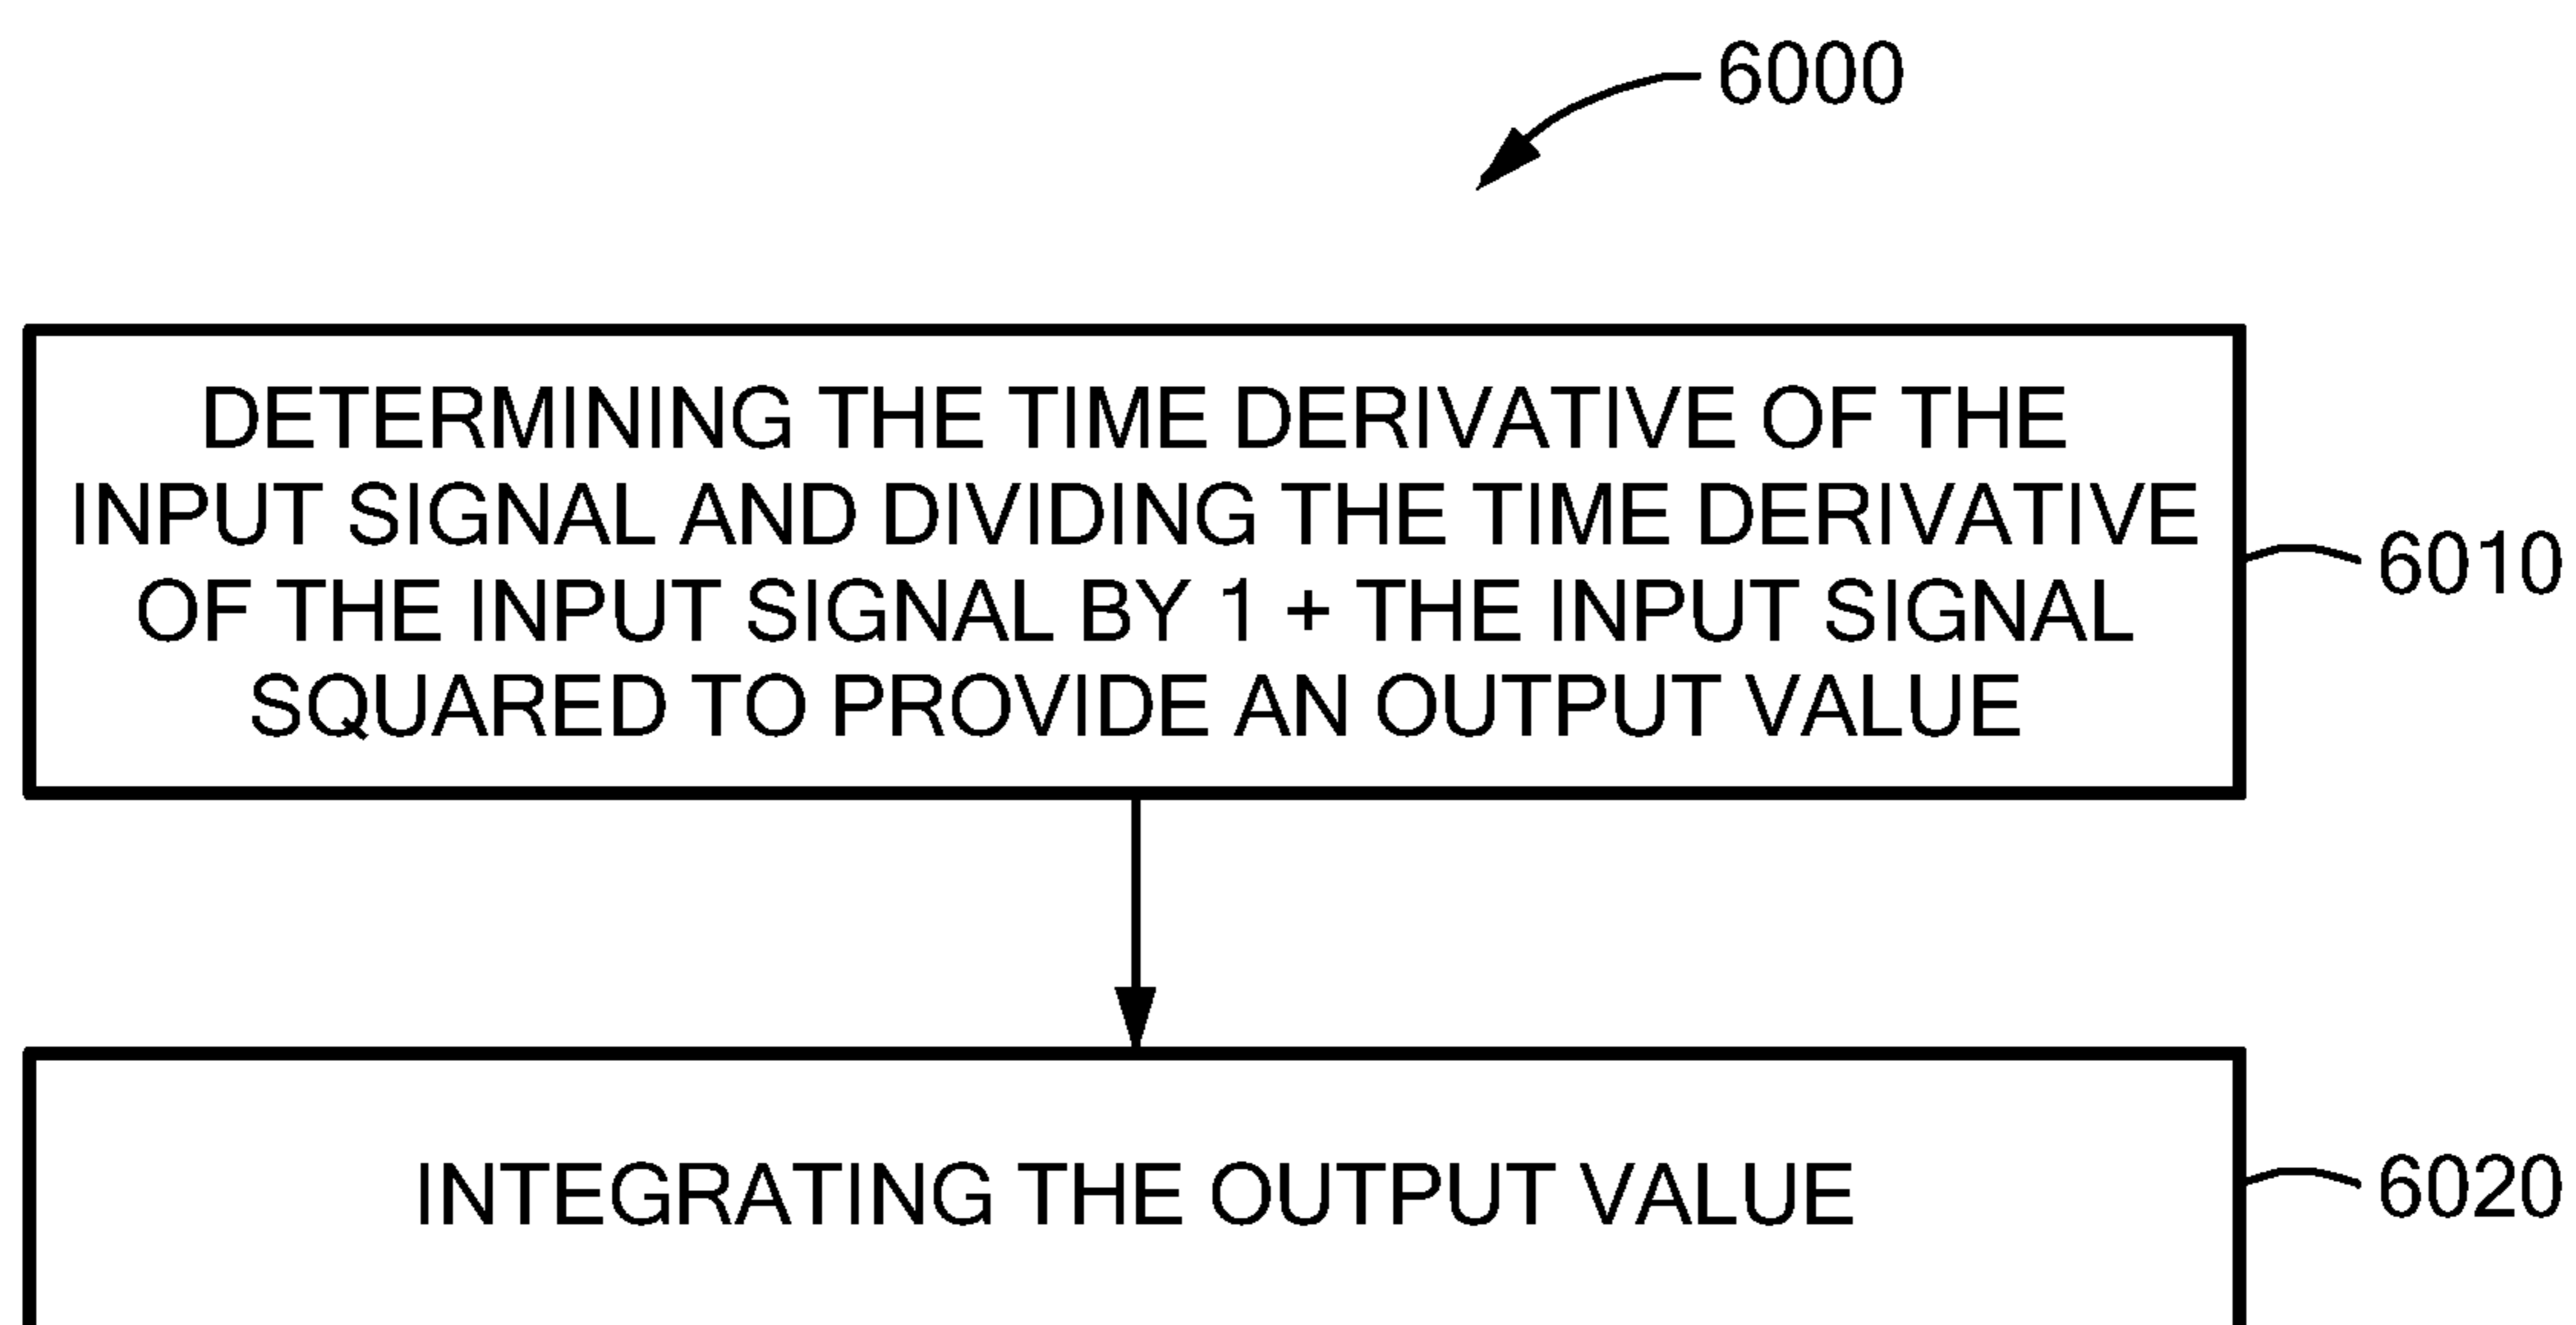 6000
DETERMINING THE TIME DERIVATIVE OF THE
INPUT SIGNAL AND DIVIDING THE TIME DERIVATIVE
OF THE INPUT SIGNAL BY 1 + THE INPUT SIGNAL
SQUARED TO PROVIDE AN OUTPUT VALUE
6010
INTEGRATING THE OUTPUT VALUE
6020